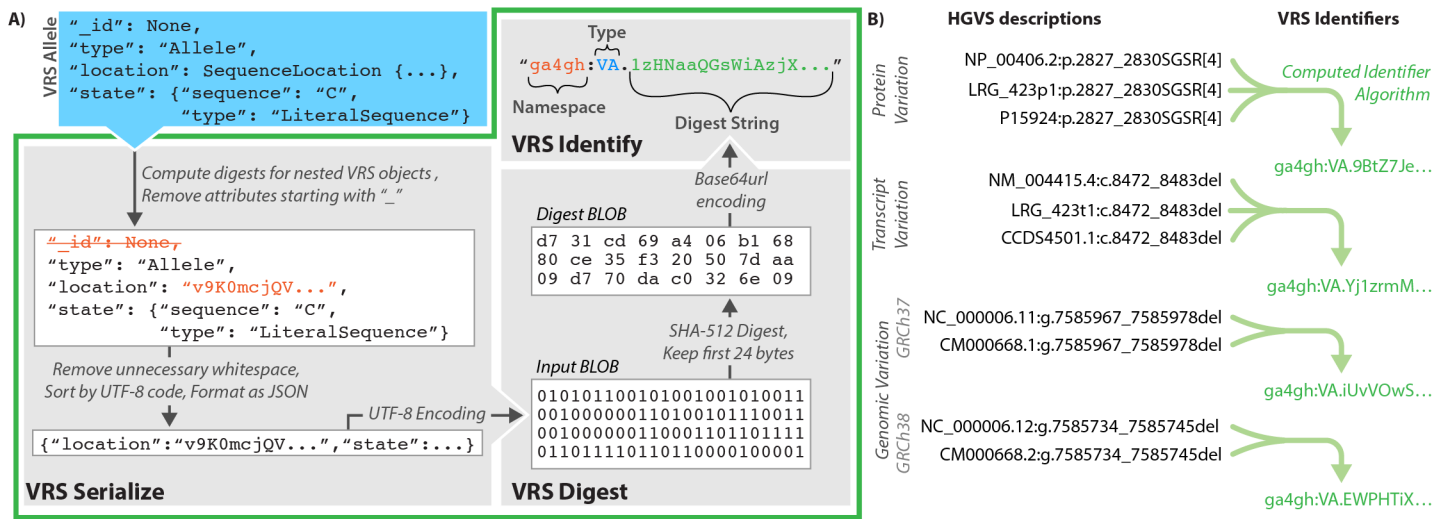 A)
VRS Allele
“_id”: None,
“type”: “Allele”,
“location”: SequenceLocation {...},
“state”: {“sequence”: “C”,
“type”: “LiteralSequence”}
Compute digests for nested VRS objects ,
Remove attributes starting with “_”
“_id”: None,
“type”: “Allele”,
“location”: “v9K0mcjQV...”,
“state”: {“sequence”: “C”,
“type”: “LiteralSequence”}
Remove unnecessary whitespace,
Sort by UTF-8 code, Format as JSON
{“location”:“v9K0mcjQV...”,“state”:...}
UTF-8 Encoding
VRS Serialize
Type
“ga4gh:VA.1zHNaaQGsWiAzjX...”
Namespace
Digest String
VRS Identify
Base64url
encoding
Digest BLOB
d7 31 cd 69 a4 06 b1 68
80 ce 35 f3 20 50 7d aa
09 d7 70 da c0 32 6e 09
SHA-512 Digest,
Keep first 24 bytes
Input BLOB
010101100101001001010011
001000000110100101110011
001000000110001101101111
011011110110110000100001
VRS Digest
B)
HGVS descriptions
VRS Identifiers
Protein
Variation
NP_00406.2:p.2827_2830SGSR[4]
LRG_423p1:p.2827_2830SGSR[4]
P15924:p.2827_2830SGSR[4]
Computed Identifier
Algorithm
ga4gh:VA.9BtZ7Je...
Transcript
Variation
NM_004415.4:c.8472_8483del
LRG_423t1:c.8472_8483del
CCDS4501.1:c.8472_8483del
ga4gh:VA.Yj1zrmM...
Genomic Variation
GRCh37
NC_000006.11:g.7585967_7585978del
CM000668.1:g.7585967_7585978del
ga4gh:VA.iUvVOwS...
GRCh38
NC_000006.12:g.7585734_7585745del
CM000668.2:g.7585734_7585745del
ga4gh:VA.EWPHTiX...